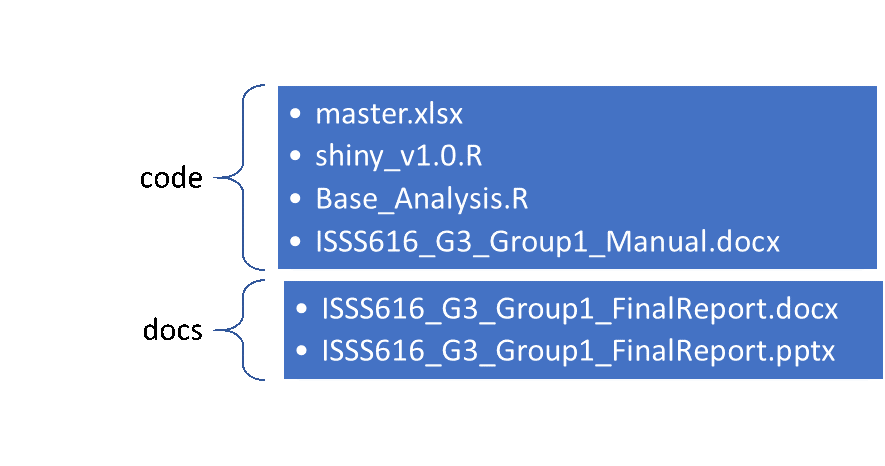 code
• master.xlsx
• shiny_v1.0.R
• Base_Analysis.R
• ISSS616_G3_Group1_Manual.docx
docs
• ISSS616_G3_Group1_FinalReport.docx
• ISSS616_G3_Group1_FinalReport.pptx